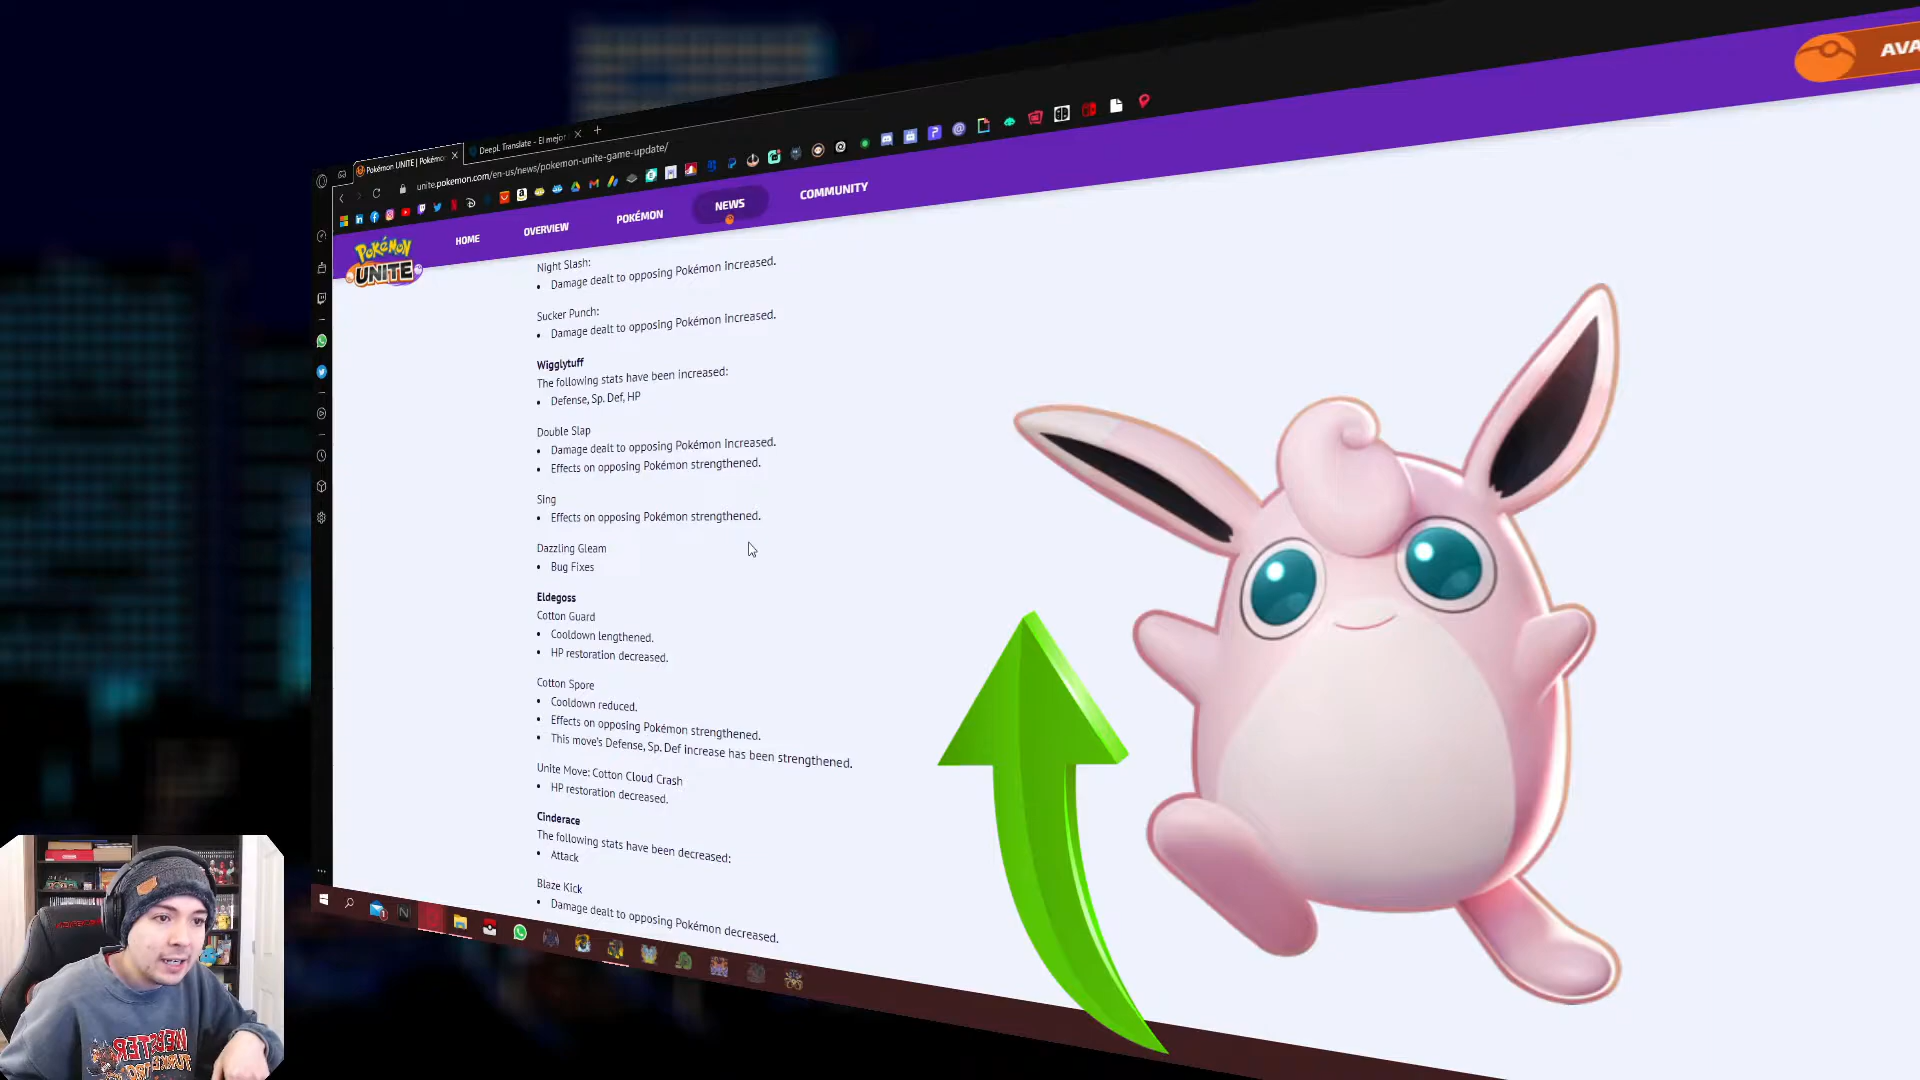 Pokémon UNITE | Pokémon
DeepL Translate - El mejor
unite.pokemon.com/en-us/news/pokemon-unite-game-update/
AVA
POKÉMON
UNITE
HOME
OVERVIEW
POKÉMON
NEWS
COMMUNITY
Night Slash:
• Damage dealt to opposing Pokémon increased.
Sucker Punch:
• Damage dealt to opposing Pokémon increased.
Wigglytuff
The following stats have been increased:
• Defense, Sp. Def, HP
Double Slap
• Damage dealt to opposing Pokémon increased.
• Effects on opposing Pokémon strengthened.
Sing
• Effects on opposing Pokémon strengthened.
Dazzling Gleam
• Bug Fixes
Eldegoss
Cotton Guard
• Cooldown lengthened.
• HP restoration decreased.
Cotton Spore
• Cooldown reduced.
• Effects on opposing Pokémon strengthened.
• This move's Defense, Sp. Def increase has been strengthened.
Unite Move: Cotton Cloud Crash
• HP restoration decreased.
Cinderace
The following stats have been decreased:
• Attack
Blaze Kick
• Damage dealt to opposing Pokémon decreased.